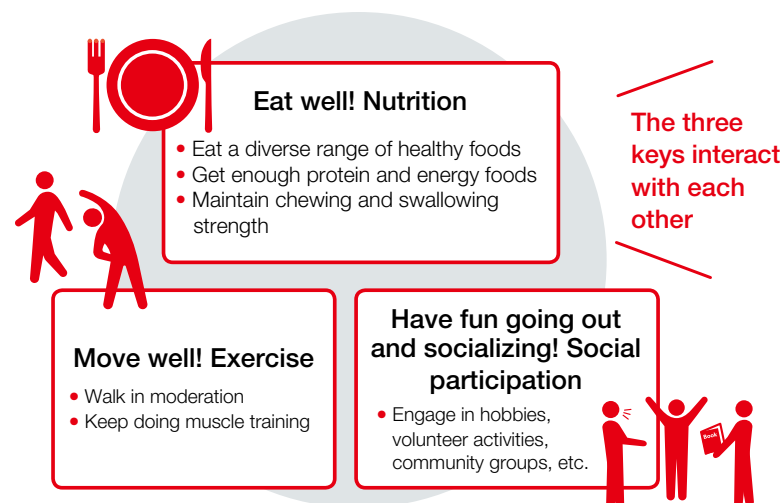 Eat well! Nutrition
• Eat a diverse range of healthy foods
• Get enough protein and energy foods
• Maintain chewing and swallowing
strength
The three
keys interact
with each
other
Move well! Exercise
• Walk in moderation
• Keep doing muscle training
Have fun going out
and socializing! Social
participation
• Engage in hobbies,
volunteer activities,
community groups, etc.
Book